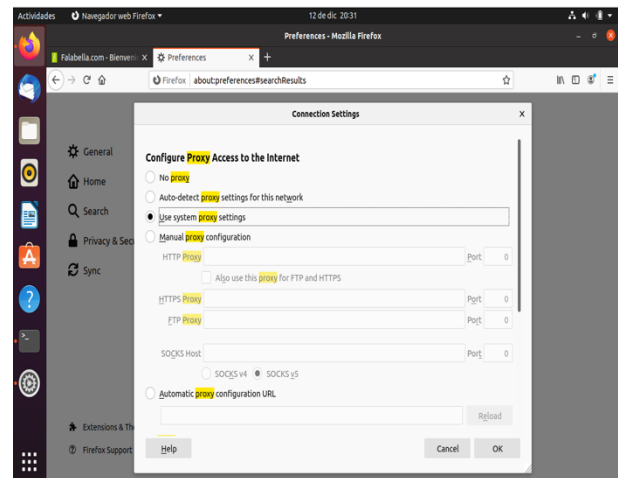 Actividades Navegador web Firefox 12 de dic 20:31
Preferences - Mozilla Firefox
Falabella.com - Bienveni X Preferences X +
Firefox about:preferences#searchResults
Connection Settings X
General
Home
Search
Privacy & Sec
Sync
Extensions & Th
Firefox Support
Configure Proxy Access to the Internet
No proxy
Auto-detect proxy settings for this network
Use system proxy settings
Manual proxy configuration
HTTP Proxy Port 0
Also use this proxy for FTP and HTTPS
HTTPS Proxy Port 0
FTP Proxy Port 0
SOCKS Host Port 0
SOCKS v4 SOCKS v5
Automatic proxy configuration URL
Reload
Help Cancel OK